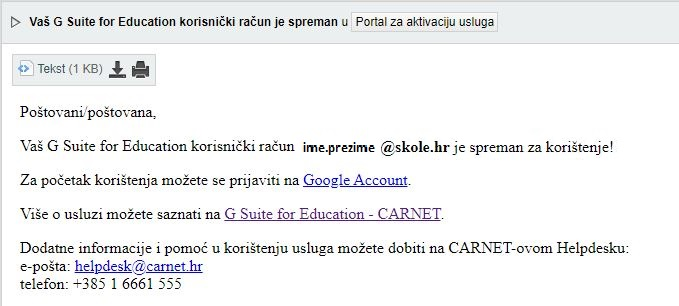 Vaš G Suite for Education korisnički račun je spreman u Portal za aktivaciju usluga
Tekst (1 KB)
Poštovani/poštovana,
Vaš G Suite for Education korisnički račun ime.prezime @skole.hr je spreman za korištenje!
Za početak korištenja možete se prijaviti na Google Account.
Više o usluzi možete saznati na G Suite for Education - CARNET.
Dodatne informacije i pomoć u korištenju usluga možete dobiti na CARNET-ovom Helpdesku:
e-pošta: helpdesk@carnet.hr
telefon: +385 1 6661 555